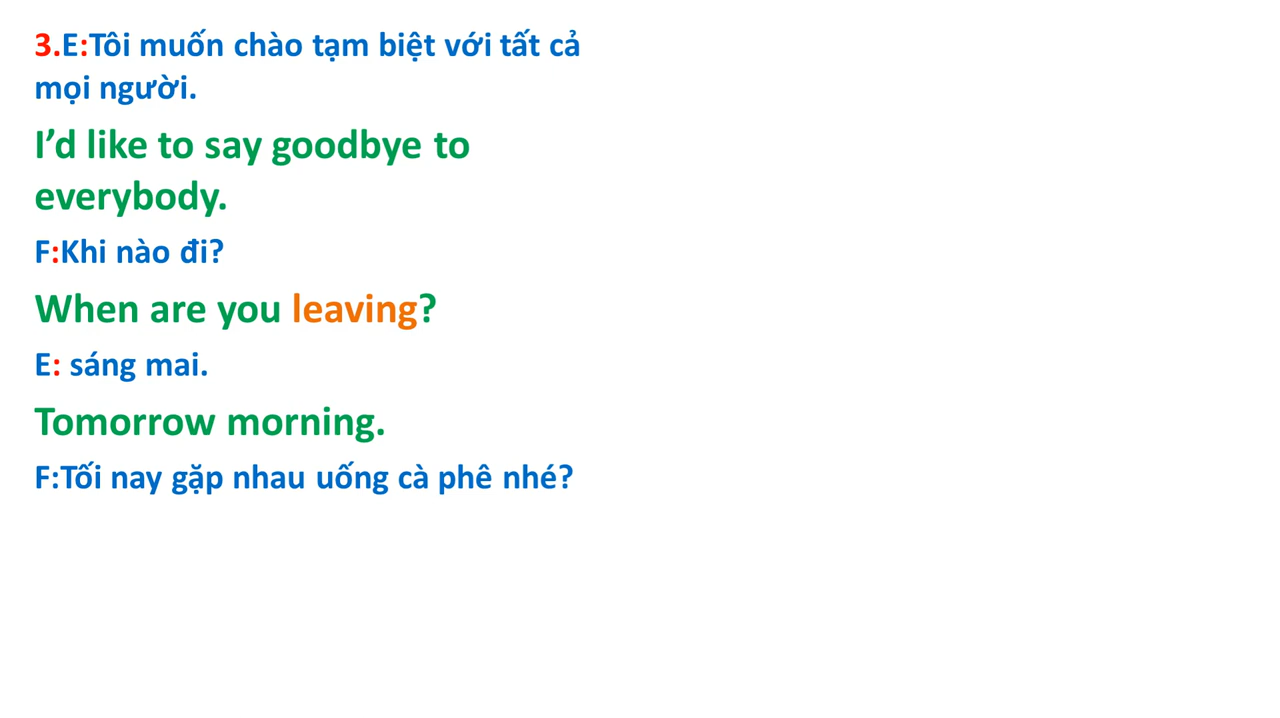 3.E:Tôi muốn chào tạm biệt với tất cả
mọi người.
I’d like to say goodbye to
everybody.
F:Khi nào đi?
When are you leaving?
E: sáng mai.
Tomorrow morning.
F:Tối nay gặp nhau uống cà phê nhé?